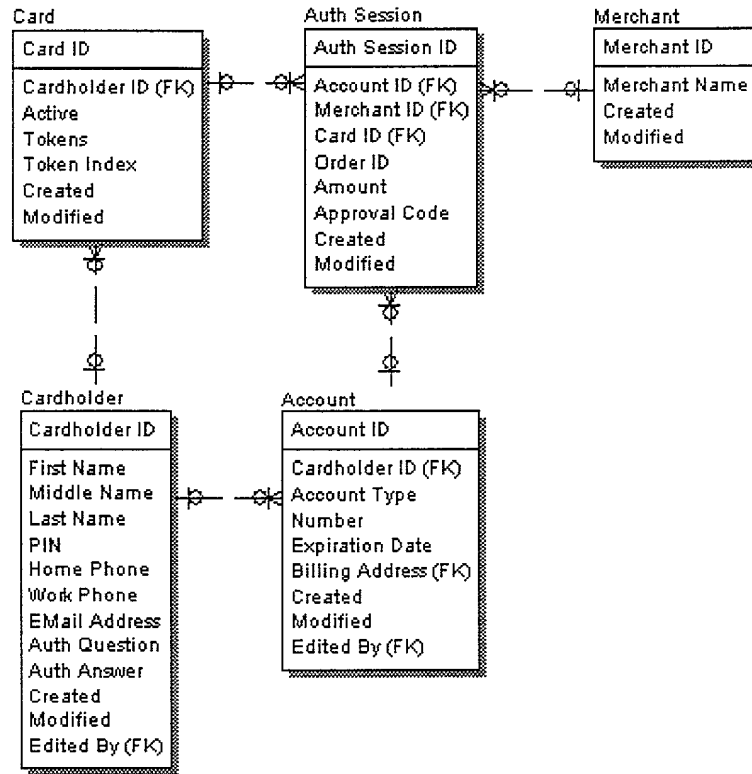 Card
Card ID
Cardholder ID (FK)
Active
Tokens
Token Index
Created
Modified
Auth Session
Auth Session ID
Account ID (FK)
Merchant ID (FK)
Card ID (FK)
Order ID
Amount
Approval Code
Created
Modified
Merchant
Merchant ID
Merchant Name
Created
Modified
Cardholder
Cardholder ID
First Name
Middle Name
Last Name
PIN
Home Phone
Work Phone
EMail Address
Auth Question
Auth Answer
Created
Modified
Edited By (FK)
Account
Account ID
Cardholder ID (FK)
Account Type
Number
Expiration Date
Billing Address (FK)
Created
Modified
Edited By (FK)